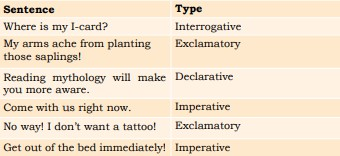 Sentence Type
Where is my I-card? Interrogative
My arms ache from planting Exclamatory
those saplings!
Reading mythology will make Declarative
you more aware.
Come with us right now. Imperative
No way! I don't want a tattoo! Exclamatory
Get out of the bed immediately! Imperative